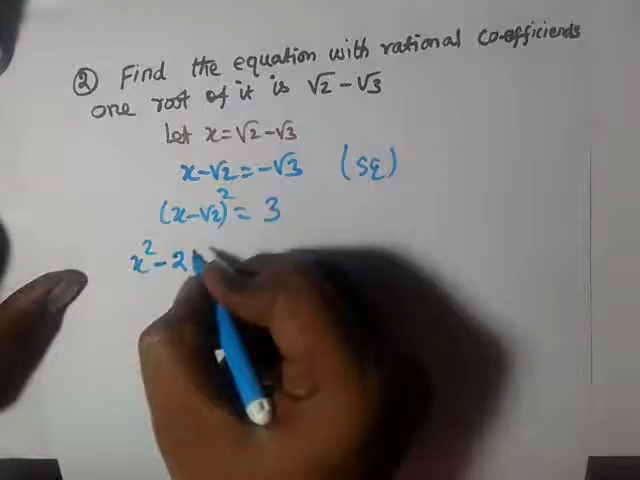 ② Find the equation with rational co-efficients
one root of it is √2 - √3
Let x = √2 - √3
x - √2 = - √3 (sq)
(x - √2)² = 3
x² - 2